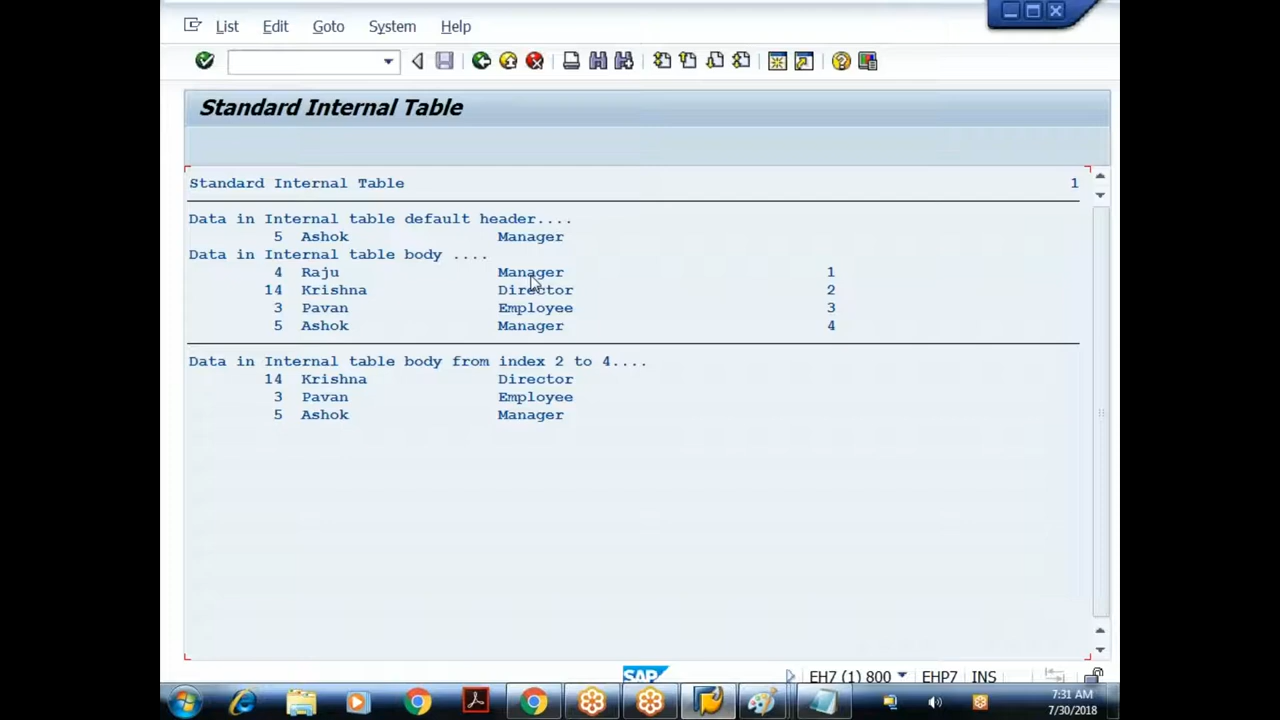 List Edit Goto System Help
Standard Internal Table
Standard Internal Table 1
Data in Internal table default header....
5 Ashok Manager
Data in Internal table body ....
4 Raju Manager 1
14 Krishna Director 2
3 Pavan Employee 3
5 Ashok Manager 4
Data in Internal table body from index 2 to 4....
14 Krishna Director
3 Pavan Employee
5 Ashok Manager
SAP EH7 (1) 800 EHP7 INS
7:31 AM
7/30/2018